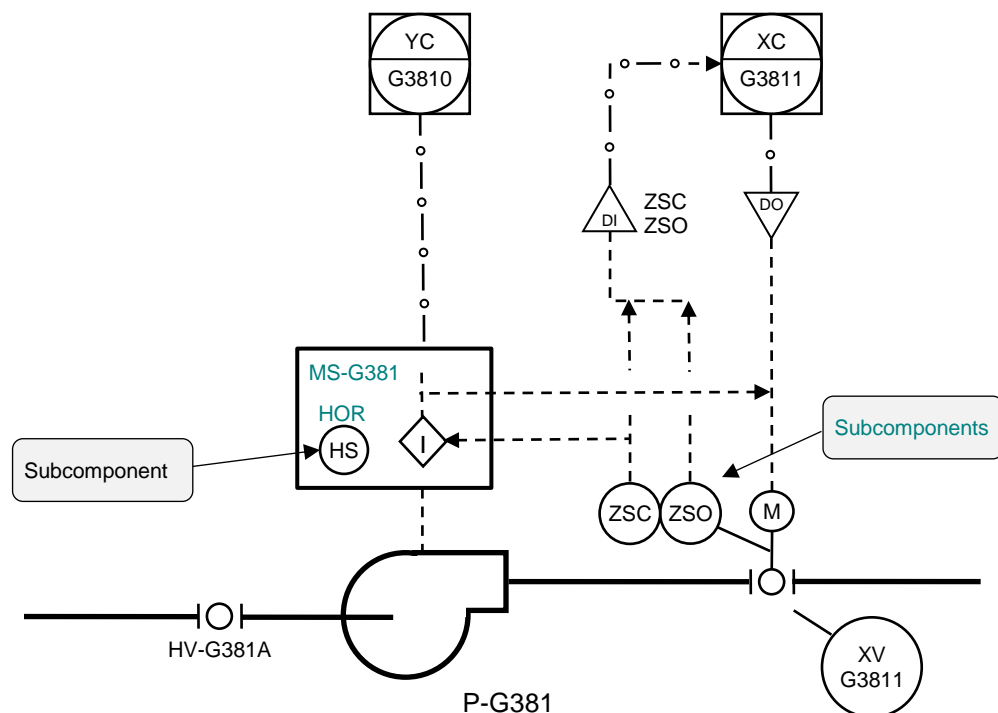 YC
G3810
XC
G3811
DI
ZSC
ZSO
DO
MS-G381
HOR
HS
I
Subcomponent
Subcomponents
ZSC
ZSO
M
HV-G381A
XV
G3811
P-G381